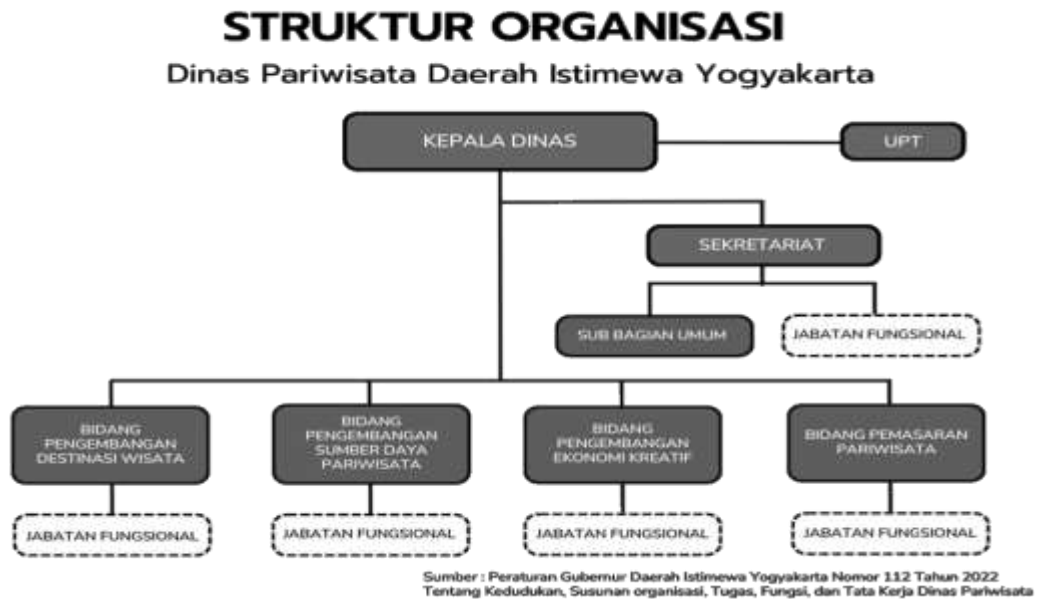 STRUKTUR ORGANISASI
Dinas Pariwisata Daerah Istimewa Yogyakarta
KEPALA DINAS
UPT
SEKRETARIAT
SUB BAGIAN UMUM
JABATAN FUNGSIONAL
BIDANG
PENGEMBANGAN
DESTINASI WISATA
BIDANG
PENGEMBANGAN
SUMBER DAYA
PARIWISATA
BIDANG
PENGEMBANGAN
EKONOMI KREATIF
BIDANG PEMASARAN
PARIWISATA
JABATAN FUNGSIONAL
JABATAN FUNGSIONAL
JABATAN FUNGSIONAL
JABATAN FUNGSIONAL
Sumber : Peraturan Gubernur Daerah Istimewa Yogyakarta Nomor 112 Tahun 2022
Tentang Kedudukan, Susunan organisasi, Tugas, Fungsi, dan Tata Kerja Dinas Pariwisata